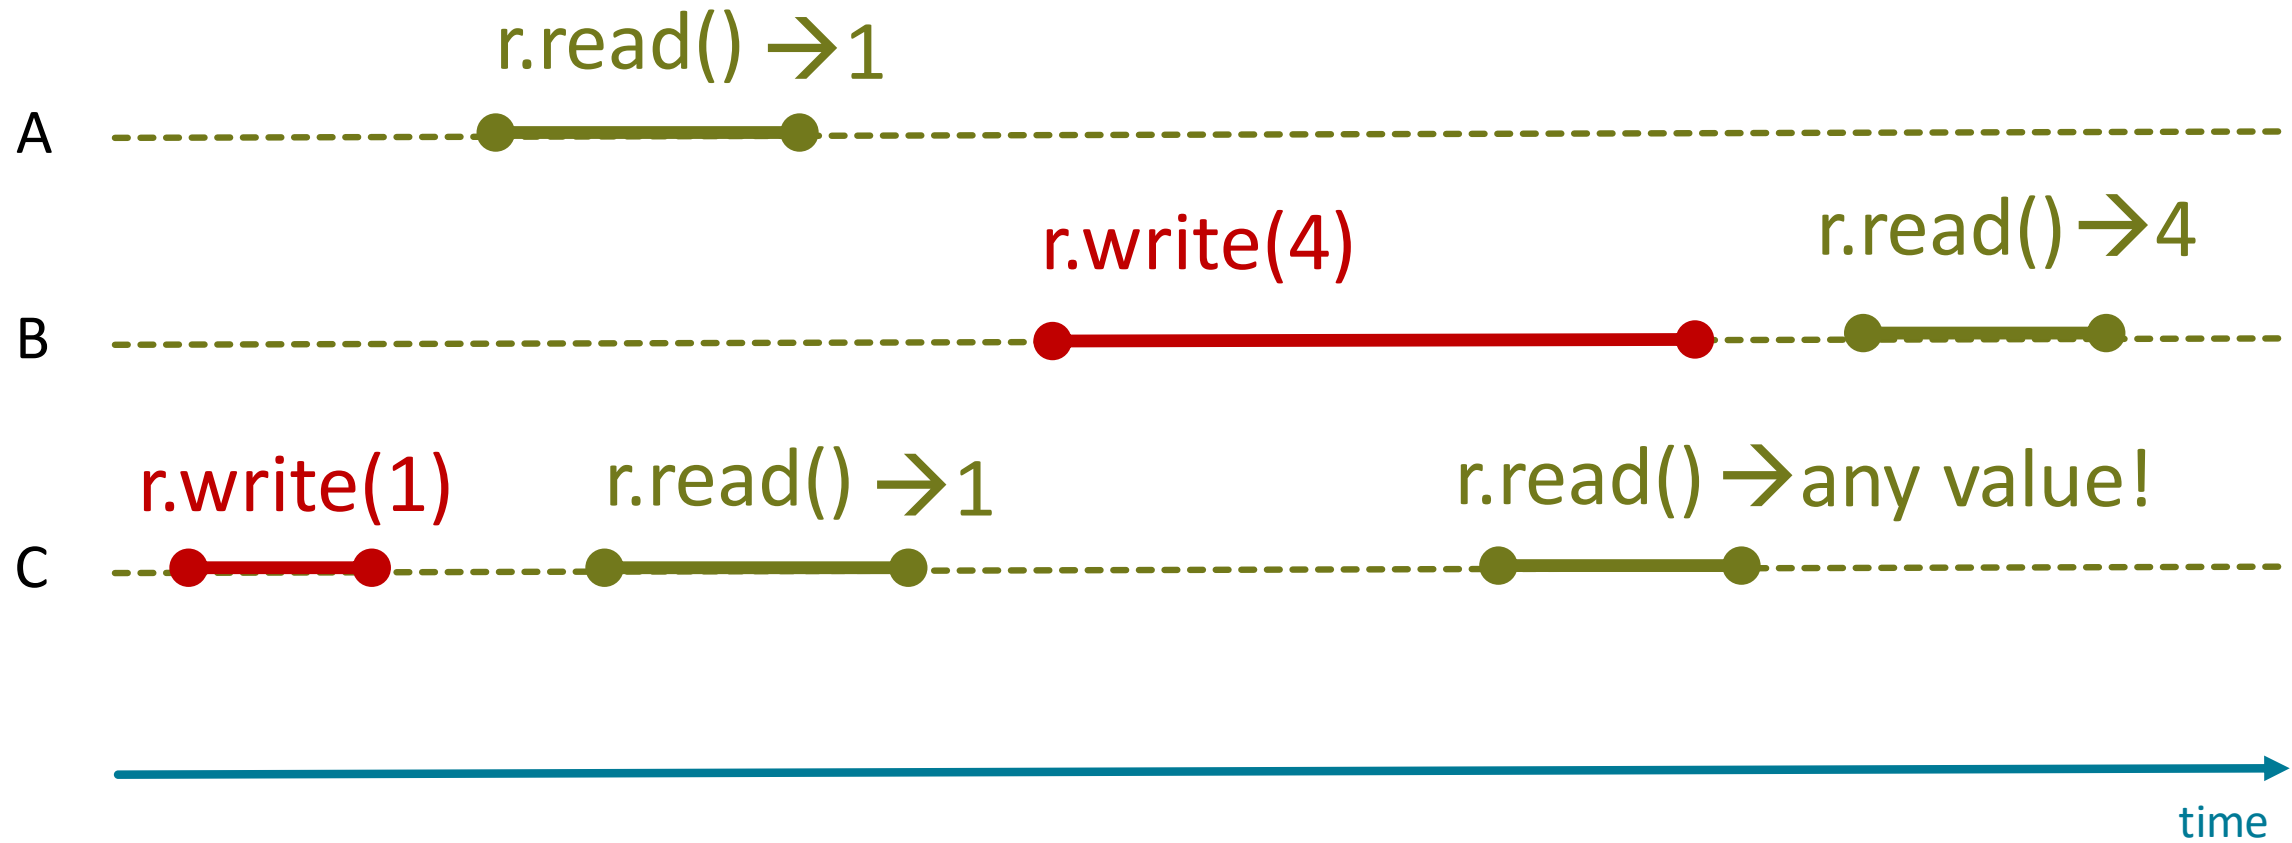 r.read() → 1
A
r.write(4)
r.read() → 4
B
r.write(1)
r.read() → 1
r.read() → any value!
C
time